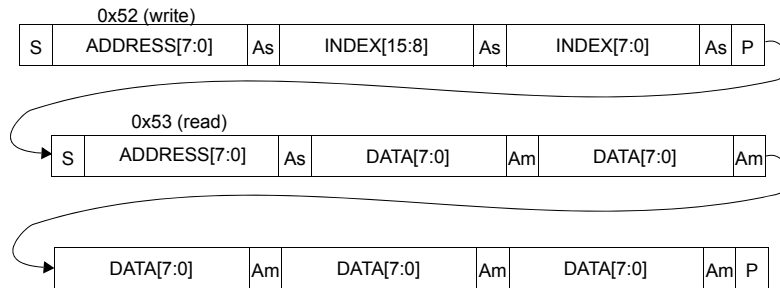 0x52 (write)
S ADDRESS[7:0] As INDEX[15:8] As INDEX[7:0] As P
0x53 (read)
S ADDRESS[7:0] As DATA[7:0] Am DATA[7:0] Am
DATA[7:0] Am DATA[7:0] Am DATA[7:0] Am P